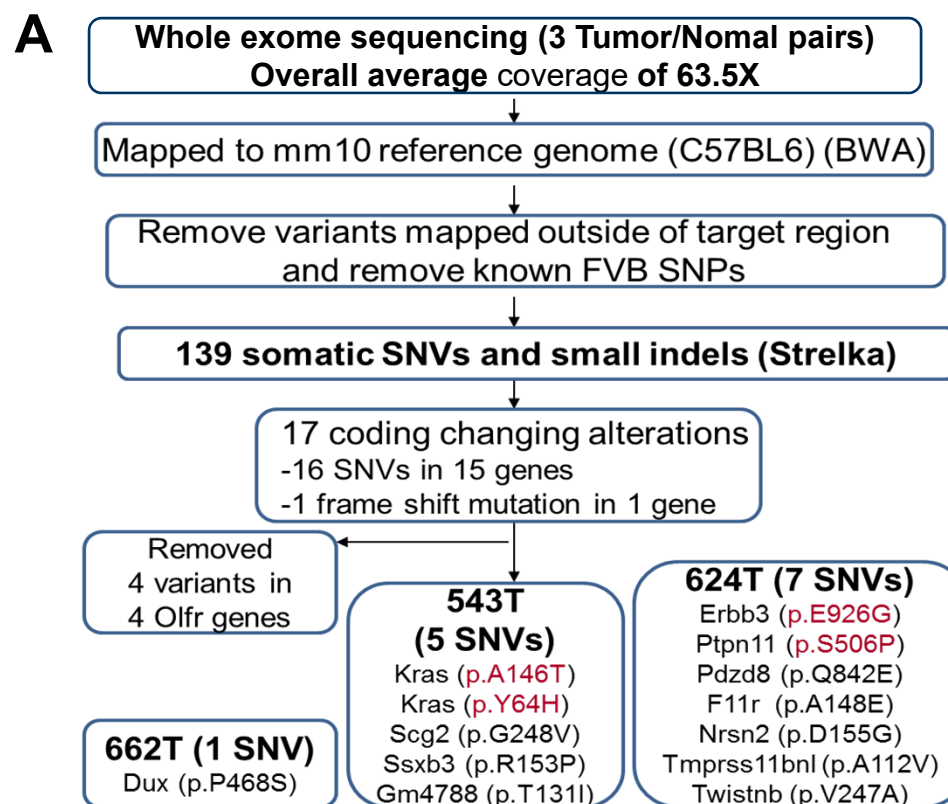 A
Whole exome sequencing (3 Tumor/Nomal pairs)
Overall average coverage of 63.5X
Mapped to mm10 reference genome (C57BL6) (BWA)
Remove variants mapped outside of target region
and remove known FVB SNPs
139 somatic SNVs and small indels (Strelka)
17 coding changing alterations
-16 SNVs in 15 genes
-1 frame shift mutation in 1 gene
Removed
4 variants in
4 Olfr genes
662T (1 SNV)
Dux (p.P468S)
543T
(5 SNVs)
Kras (p.A146T)
Kras (p.Y64H)
Scg2 (p.G248V)
Ssxb3 (p.R153P)
Gm4788 (p.T131I)
624T (7 SNVs)
Erbb3 (p.E926G)
Ptpn11 (p.S506P)
Pdzd8 (p.Q842E)
F11r (p.A148E)
Nrsn2 (p.D155G)
Tmprss11bnl (p.A112V)
Twistnb (p.V247A)